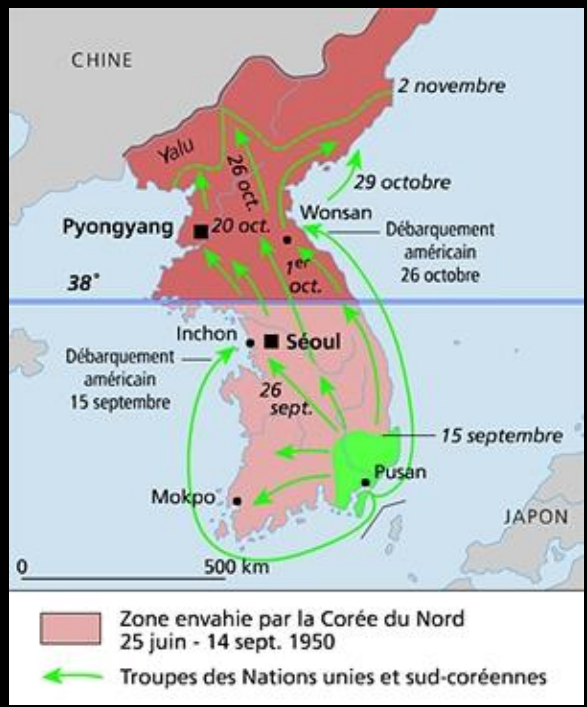 CHINE
2 novembre
Yalu
26 oct.
29 octobre
Wonsan
Pyongyang
20 oct.
Débarquement
américain
26 octobre
1er
oct.
38°
Inchon
Séoul
Débarquement
américain
15 septembre
26
sept.
15 septembre
Pusan
Mokpo
JAPON
0
500 km
Zone envahie par la Corée du Nord
25 juin - 14 sept. 1950
Troupes des Nations unies et sud-coréennes